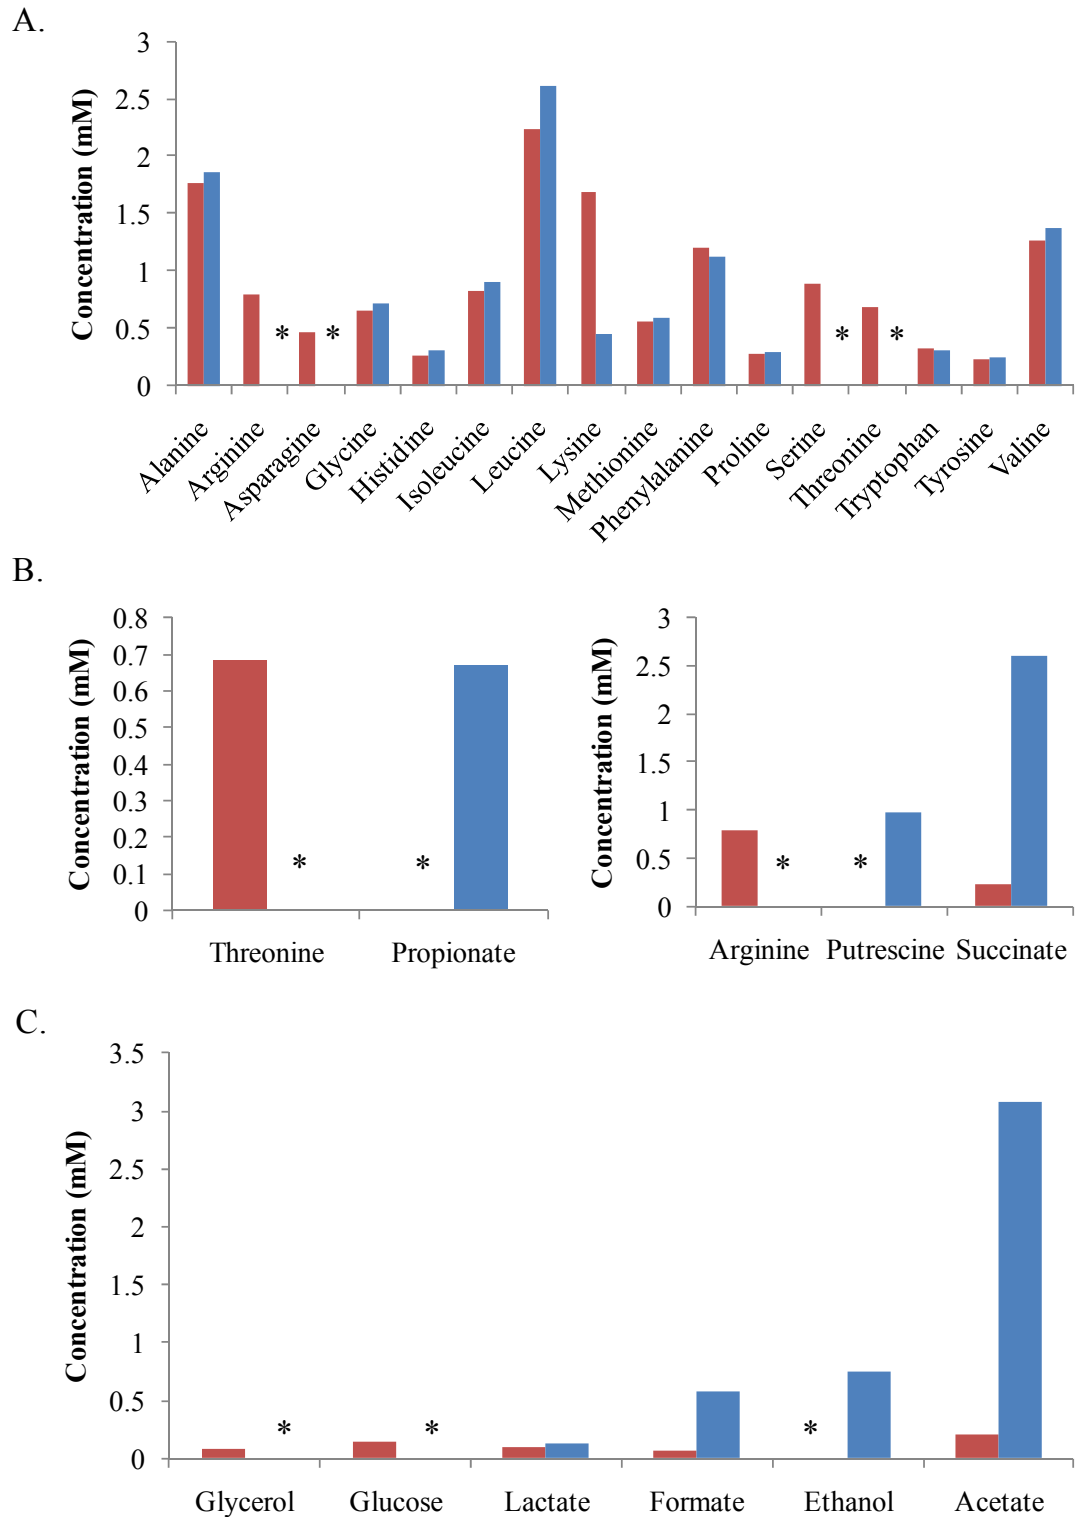 A.
Concentration (mM)
3
2.5
2
1.5
1
0.5
0
* * * *
Alanine Arginine Asparagine Glycine Histidine Isoleucine Leucine Lysine Methionine Phenylalanine Proline Serine Threonine Tryptophan Tyrosine Valine
B.
Concentration (mM)
0.8
0.7
0.6
0.5
0.4
0.3
0.2
0.1
0
* *
Threonine Propionate
Concentration (mM)
3
2.5
2
1.5
1
0.5
0
* *
Arginine Putrescine Succinate
C.
Concentration (mM)
3.5
3
2.5
2
1.5
1
0.5
0
* * *
Glycerol Glucose Lactate Formate Ethanol Acetate